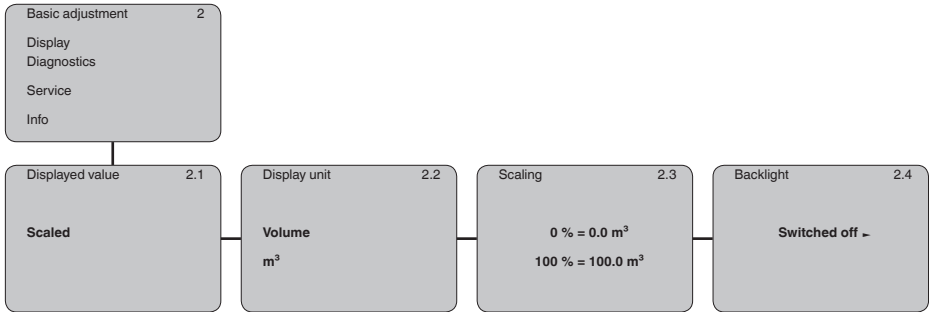 Basic adjustment 2
Display
Diagnostics
Service
Info
Displayed value 2.1
Scaled
Display unit 2.2
Volume
m³
Scaling 2.3
0 % = 0.0 m³
100 % = 100.0 m³
Backlight 2.4
Switched off ►